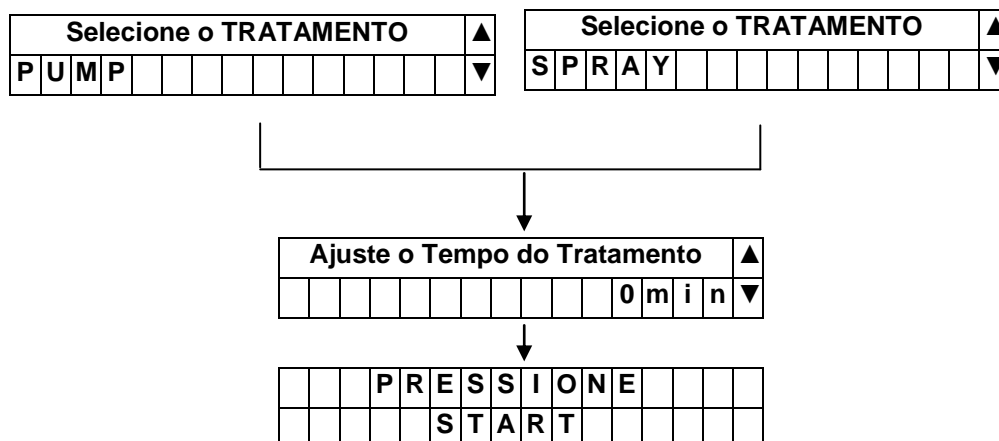 Selecione o TRATAMENTO ▲
PUMP ▼
Selecione o TRATAMENTO ▲
SPRAY ▼
Ajuste o Tempo do Tratamento ▲
0min ▼
PRESSIONE
START